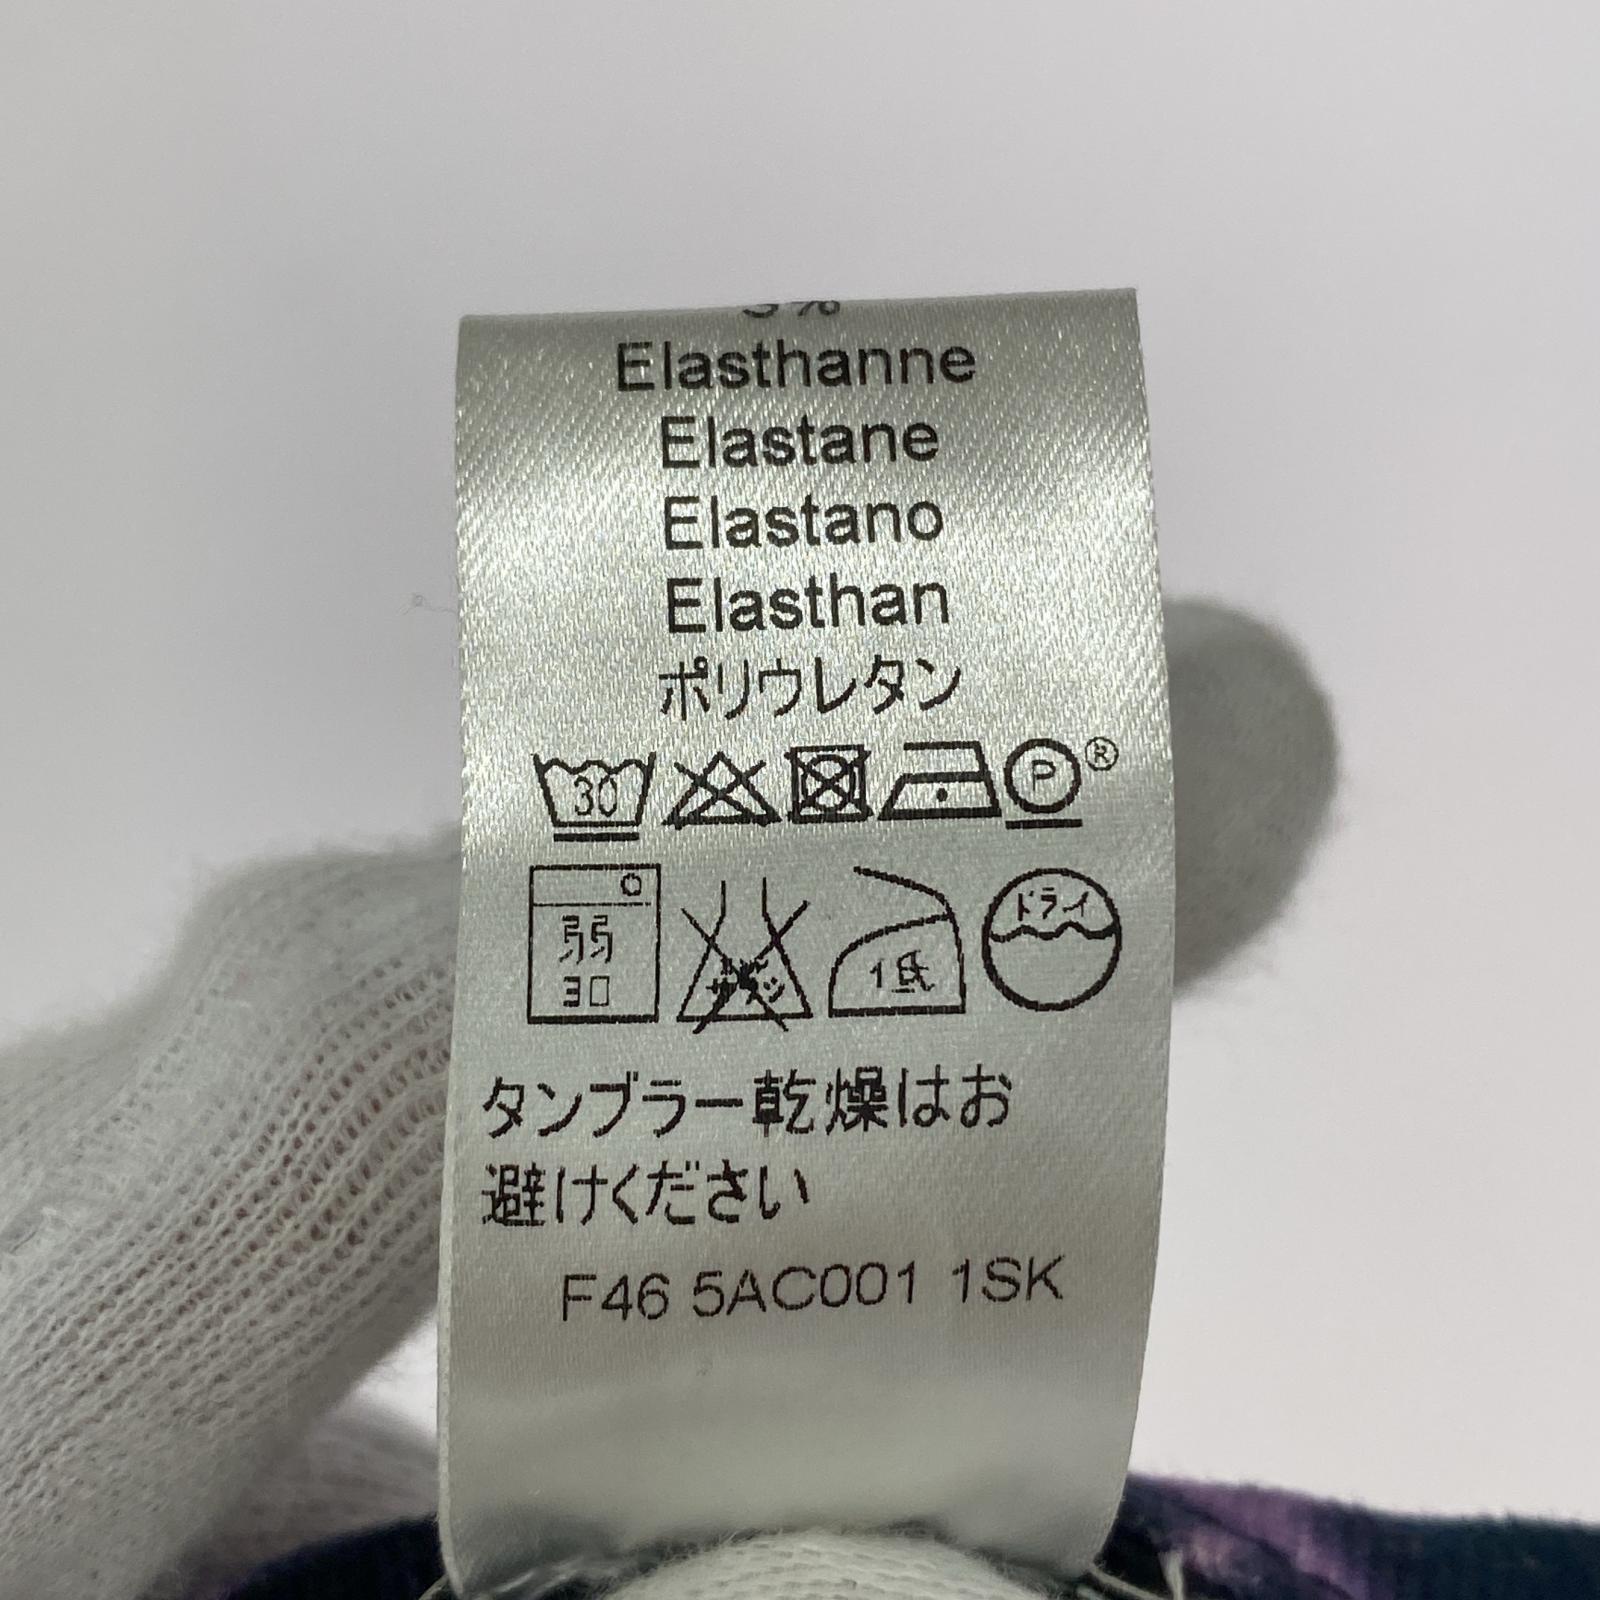 Elasthanne
Elastane
Elastano
Elasthan
ポリウレタン
30 P ®
弱 30 1低 ドライ
タンブラー乾燥はお
避けください
F46 5AC001 1SK